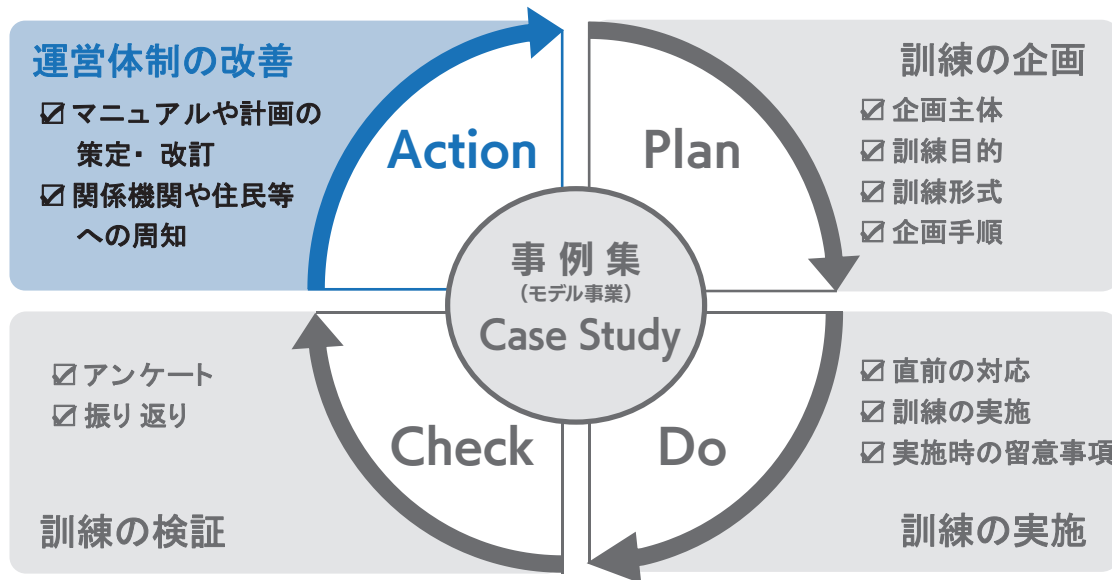 運営体制の改善
☑ マニュアルや計画の
策定・ 改訂
☑ 関係機関や住民等
への周知
Action
Plan
訓練の企画
☑ 企画主体
☑ 訓練目的
☑ 訓練形式
☑ 企画手順
事 例 集
(モデル事業)
Case Study
☑ アンケート
☑ 振り返り
Check
訓練の検証
Do
☑ 直前の対応
☑ 訓練の実施
☑ 実施時の留意事項
訓練の実施